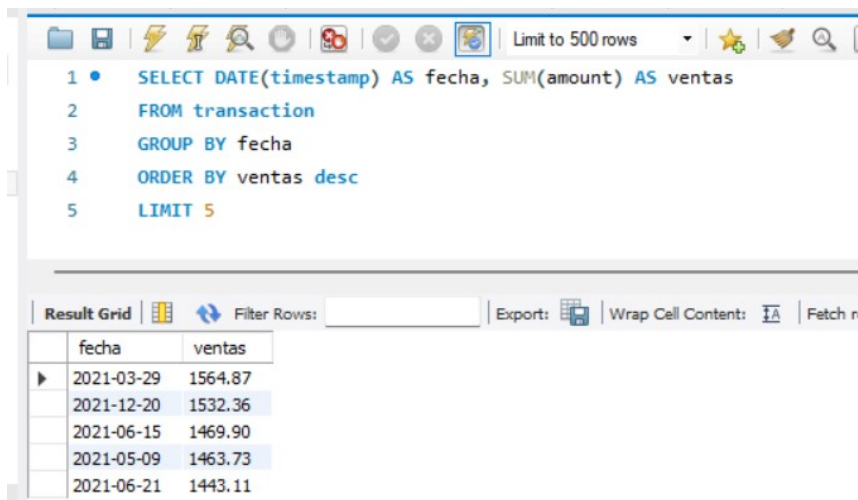 Limit to 500 rows
1 SELECT DATE(timestamp) AS fecha, SUM(amount) AS ventas
2 FROM transaction
3 GROUP BY fecha
4 ORDER BY ventas desc
5 LIMIT 5
Result Grid Filter Rows: Export: Wrap Cell Content: Fetch
fecha ventas
2021-03-29 1564.87
2021-12-20 1532.36
2021-06-15 1469.90
2021-05-09 1463.73
2021-06-21 1443.11